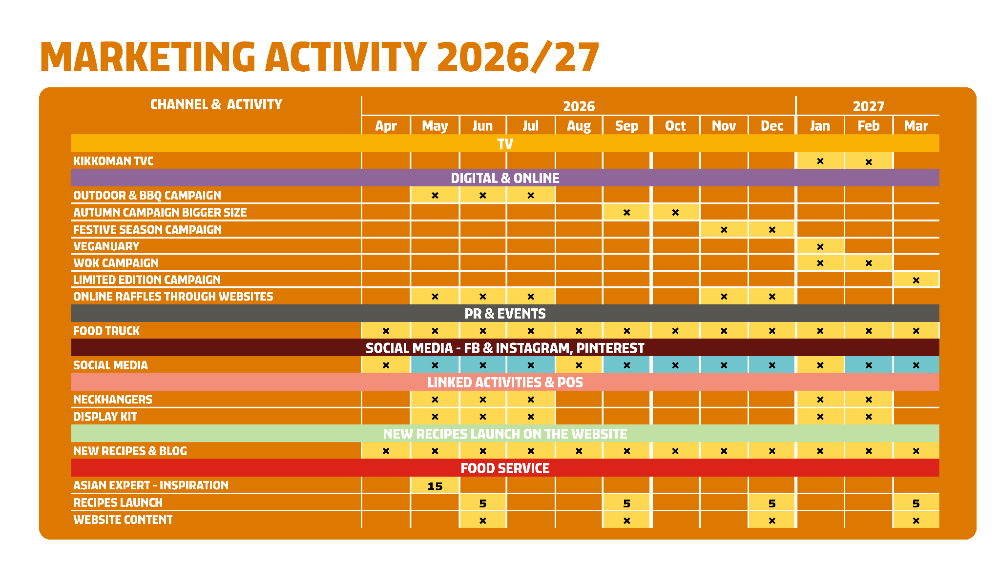 MARKETING ACTIVITY 2026/27
CHANNEL & ACTIVITY 2026 2027
Apr May Jun Jul Aug Sep Oct Nov Dec Jan Feb Mar
TV
KIKKOMAN TVC × ×
DIGITAL & ONLINE
OUTDOOR & BBQ CAMPAIGN × × ×
AUTUMN CAMPAIGN BIGGER SIZE × ×
FESTIVE SEASON CAMPAIGN × ×
VEGANUARY ×
WOK CAMPAIGN × ×
LIMITED EDITION CAMPAIGN ×
ONLINE RAFFLES THROUGH WEBSITES × × × × ×
PR & EVENTS
FOOD TRUCK × × × × × × × × × × × ×
SOCIAL MEDIA - FB & INSTAGRAM, PINTEREST
SOCIAL MEDIA × × × × × × × × × × × ×
LINKED ACTIVITIES & POS
NECKHANGERS × × × × ×
DISPLAY KIT × × × × ×
NEW RECIPES LAUNCH ON THE WEBSITE
NEW RECIPES & BLOG × × × × × × × × × × × ×
FOOD SERVICE
ASIAN EXPERT - INSPIRATION 15
RECIPES LAUNCH 5 5 5 5
WEBSITE CONTENT × × × ×